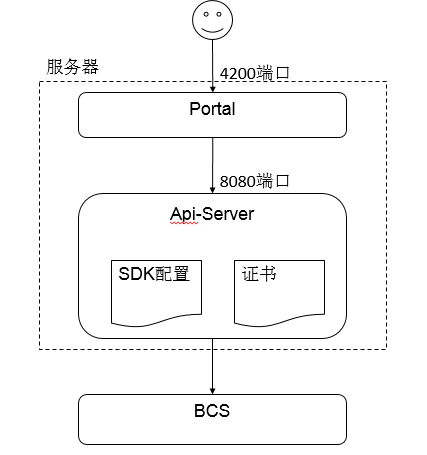 4200端口
服务器
Portal
8080端口
Api-Server
SDK配置
证书
BCS